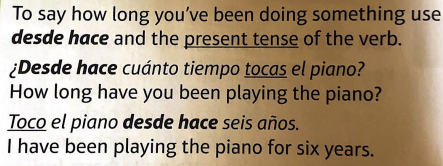 To say how long you've been doing something use
desde hace and the present tense of the verb.
¿Desde hace cuánto tiempo tocas el piano?
How long have you been playing the piano?
Toco el piano desde hace seis años.
I have been playing the piano for six years.